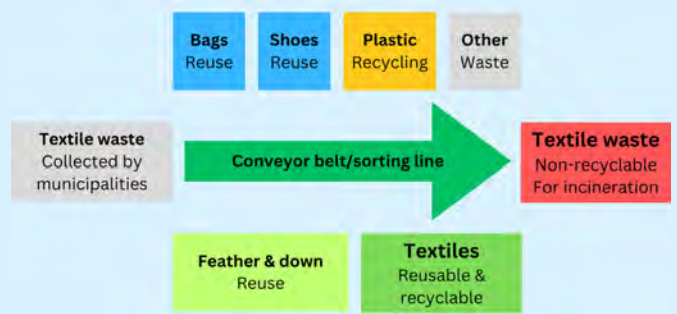 Bags
Reuse
Shoes
Reuse
Plastic
Recycling
Other
Waste
Textile waste
Collected by
municipalities
Conveyor belt/sorting line
Textile waste
Non-recyclable
For incineration
Feather & down
Reuse
Textiles
Reusable &
recyclable